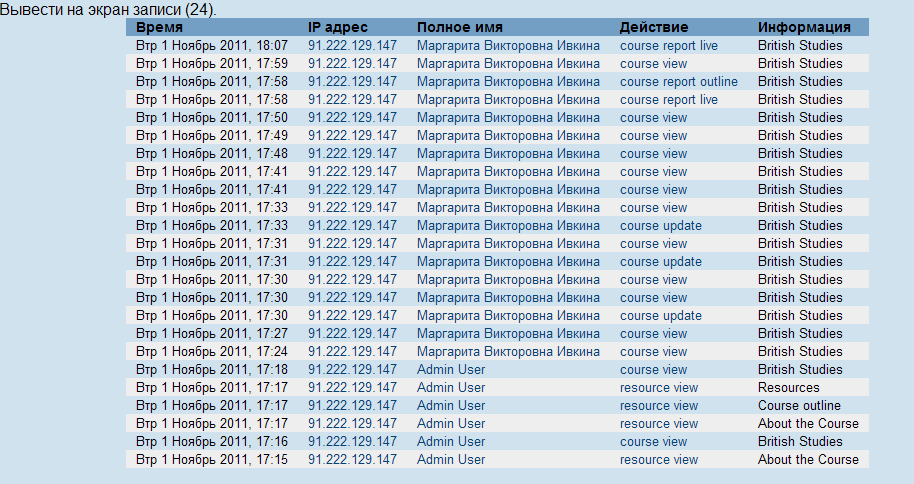 Вывести на экран записи (24).
Время IP адрес Полное имя Действие Информация
Втр 1 Ноябрь 2011, 18:07 91.222.129.147 Маргарита Викторовна Ивкина course report live British Studies
Втр 1 Ноябрь 2011, 17:59 91.222.129.147 Маргарита Викторовна Ивкина course view British Studies
Втр 1 Ноябрь 2011, 17:58 91.222.129.147 Маргарита Викторовна Ивкина course report outline British Studies
Втр 1 Ноябрь 2011, 17:58 91.222.129.147 Маргарита Викторовна Ивкина course report live British Studies
Втр 1 Ноябрь 2011, 17:50 91.222.129.147 Маргарита Викторовна Ивкина course view British Studies
Втр 1 Ноябрь 2011, 17:49 91.222.129.147 Маргарита Викторовна Ивкина course view British Studies
Втр 1 Ноябрь 2011, 17:48 91.222.129.147 Маргарита Викторовна Ивкина course view British Studies
Втр 1 Ноябрь 2011, 17:41 91.222.129.147 Маргарита Викторовна Ивкина course view British Studies
Втр 1 Ноябрь 2011, 17:41 91.222.129.147 Маргарита Викторовна Ивкина course view British Studies
Втр 1 Ноябрь 2011, 17:33 91.222.129.147 Маргарита Викторовна Ивкина course view British Studies
Втр 1 Ноябрь 2011, 17:33 91.222.129.147 Маргарита Викторовна Ивкина course update British Studies
Втр 1 Ноябрь 2011, 17:31 91.222.129.147 Маргарита Викторовна Ивкина course view British Studies
Втр 1 Ноябрь 2011, 17:31 91.222.129.147 Маргарита Викторовна Ивкина course update British Studies
Втр 1 Ноябрь 2011, 17:30 91.222.129.147 Маргарита Викторовна Ивкина course view British Studies
Втр 1 Ноябрь 2011, 17:30 91.222.129.147 Маргарита Викторовна Ивкина course view British Studies
Втр 1 Ноябрь 2011, 17:30 91.222.129.147 Маргарита Викторовна Ивкина course update British Studies
Втр 1 Ноябрь 2011, 17:27 91.222.129.147 Маргарита Викторовна Ивкина course view British Studies
Втр 1 Ноябрь 2011, 17:24 91.222.129.147 Маргарита Викторовна Ивкина course view British Studies
Втр 1 Ноябрь 2011, 17:18 91.222.129.147 Admin User course view British Studies
Втр 1 Ноябрь 2011, 17:17 91.222.129.147 Admin User resource view Resources
Втр 1 Ноябрь 2011, 17:17 91.222.129.147 Admin User resource view Course outline
Втр 1 Ноябрь 2011, 17:17 91.222.129.147 Admin User resource view About the Course
Втр 1 Ноябрь 2011, 17:16 91.222.129.147 Admin User course view British Studies
Втр 1 Ноябрь 2011, 17:15 91.222.129.147 Admin User resource view About the Course